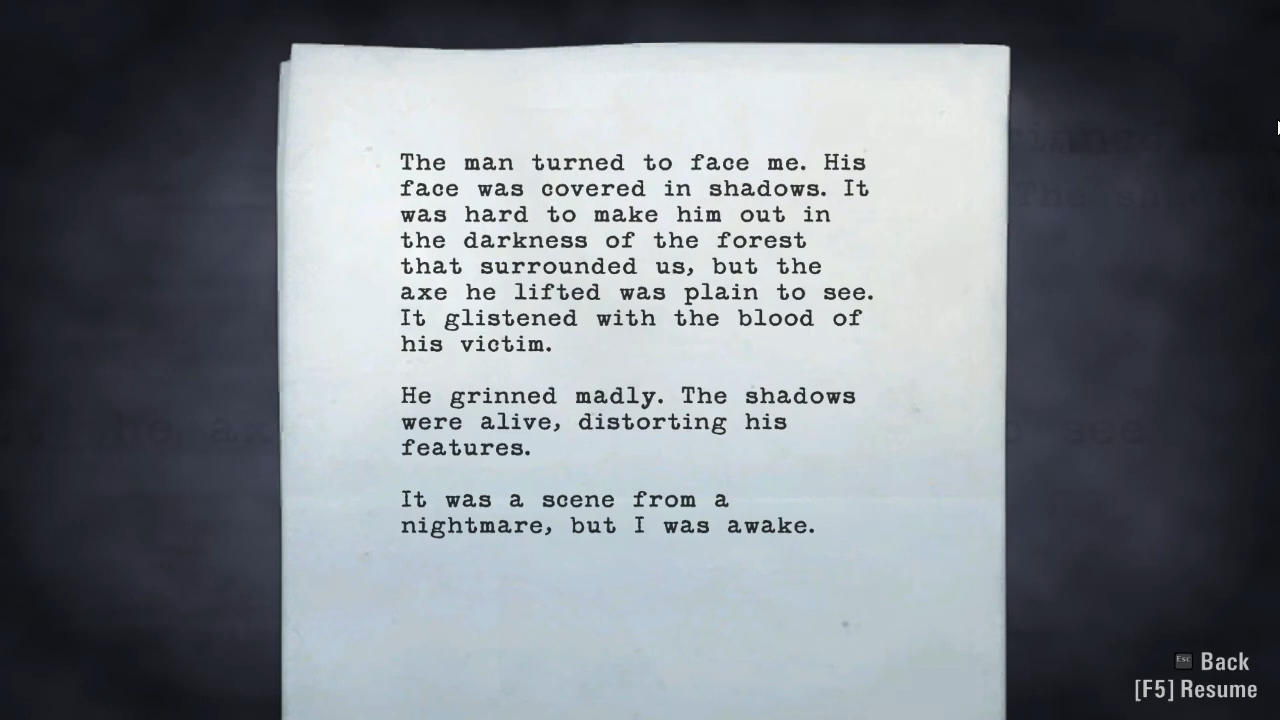 The man turned to face me. His
face was covered in shadows. It
was hard to make him out in
the darkness of the forest
that surrounded us, but the
axe he lifted was plain to see.
It glistened with the blood of
his victim.
He grinned madly. The shadows
were alive, distorting his
features.
It was a scene from a
nightmare, but I was awake.
Esc Back
[F5] Resume